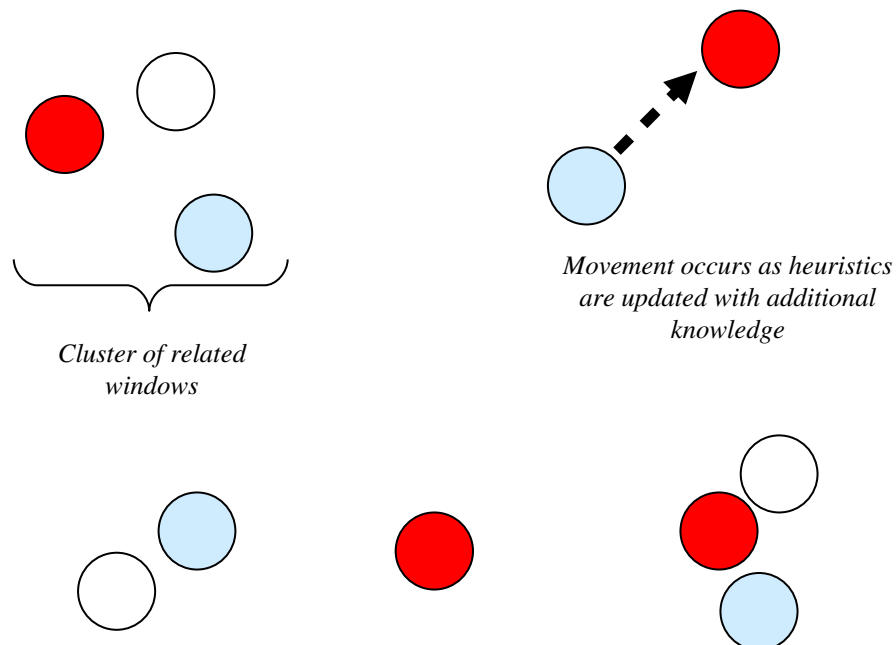 Movement occurs as heuristics
are updated with additional
knowledge
Cluster of related
windows